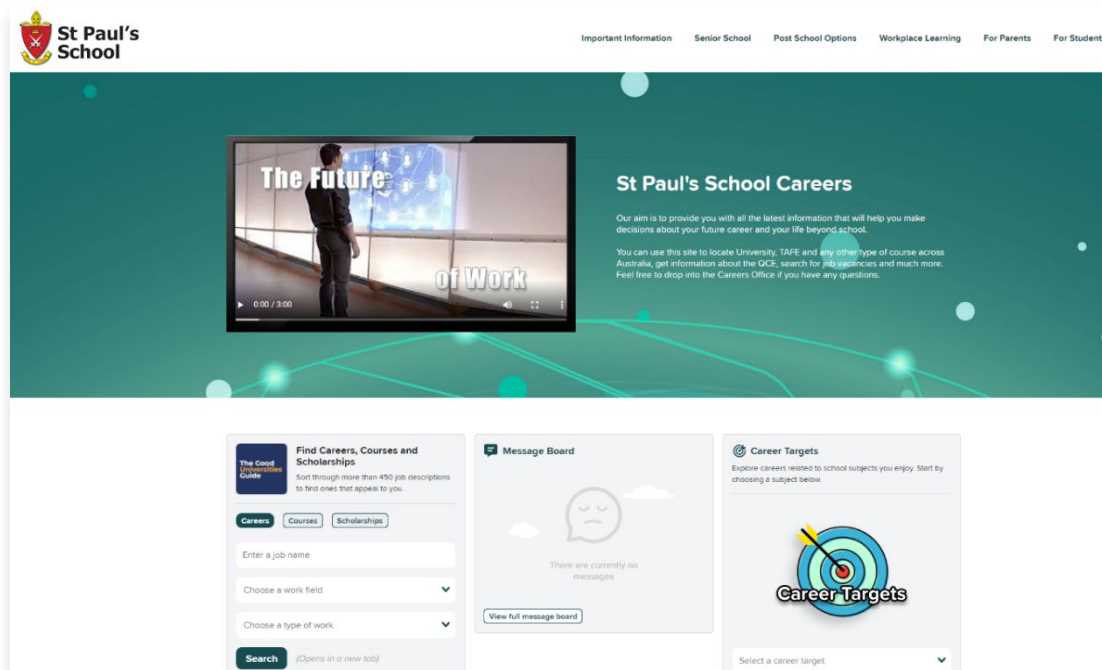 St Paul's
School
Important Information Senior School Post School Options Workplace Learning For Parents For Student
The Future
of Work
0:00 / 3:00
St Paul's School Careers
Our aim is to provide you with all the latest information that will help you make
decisions about your future career and your life beyond school.
You can use this site to locate University, TAFE and any other type of course across
Australia, get information about the QCE, search for job vacancies and much more.
Feel free to drop into the Careers Office if you have any questions.
The Good
Universities
Guide
Find Careers, Courses and
Scholarships
Sort through more than 450 job descriptions
to find ones that appeal to you.
Careers Courses Scholarships
Enter a job name
Choose a work field
Choose a type of work
Search (Opens in a new tab)
Message Board
There are currently no
messages
View full message board
Career Targets
Explore careers related to school subjects you enjoy. Start by
choosing a subject below.
Career Targets
Select a career target